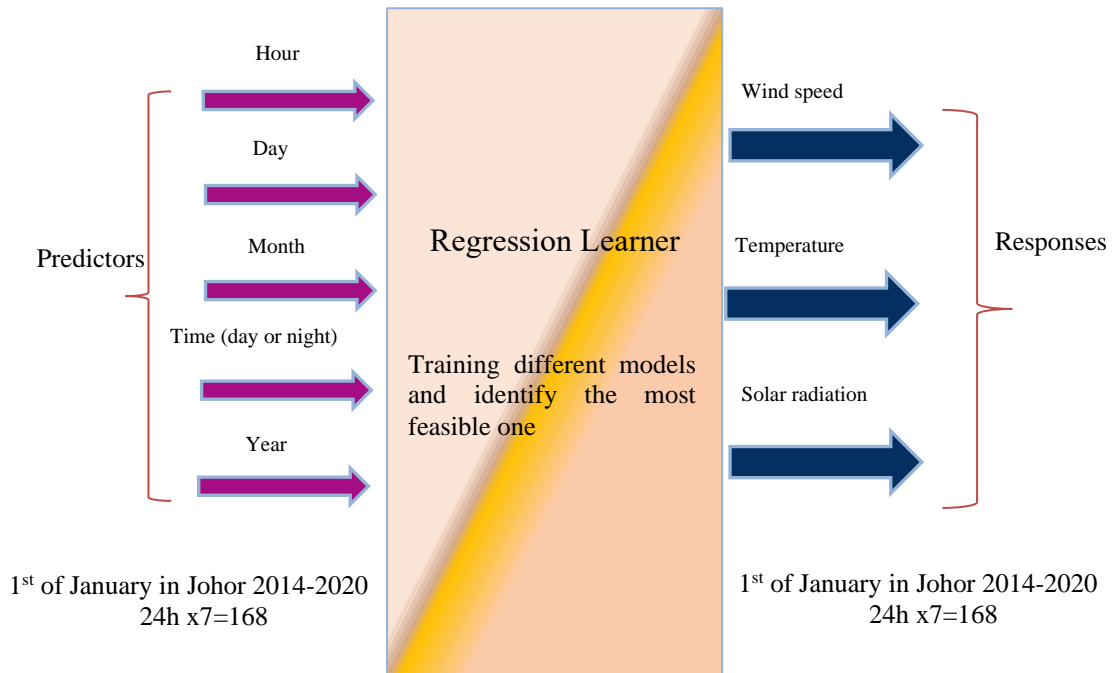 Hour
Day
Month
Time (day or night)
Year
Predictors
1st of January in Johor 2014-2020
24h x7=168
Regression Learner
Training different models
and identify the most
feasible one
Wind speed
Temperature
Solar radiation
Responses
1st of January in Johor 2014-2020
24h x7=168